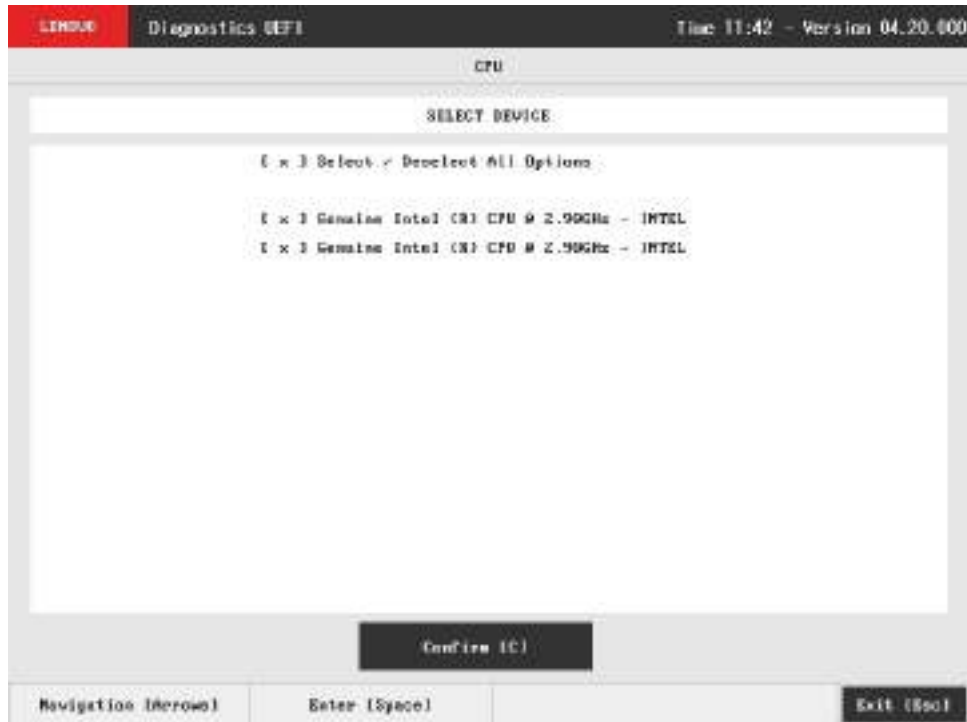 LENOVO Diagnostics UEFI Time 11:42 - Version 04.20.000
CPU
SELECT DEVICE
[ x ] Select / Deselect All Options
[ x ] Genuine Intel (R) CPU @ 2.90GHz - INTEL
[ x ] Genuine Intel (R) CPU @ 2.90GHz - INTEL
Confirm [C]
Navigation [Arrows] Enter [Space] Exit [Esc]